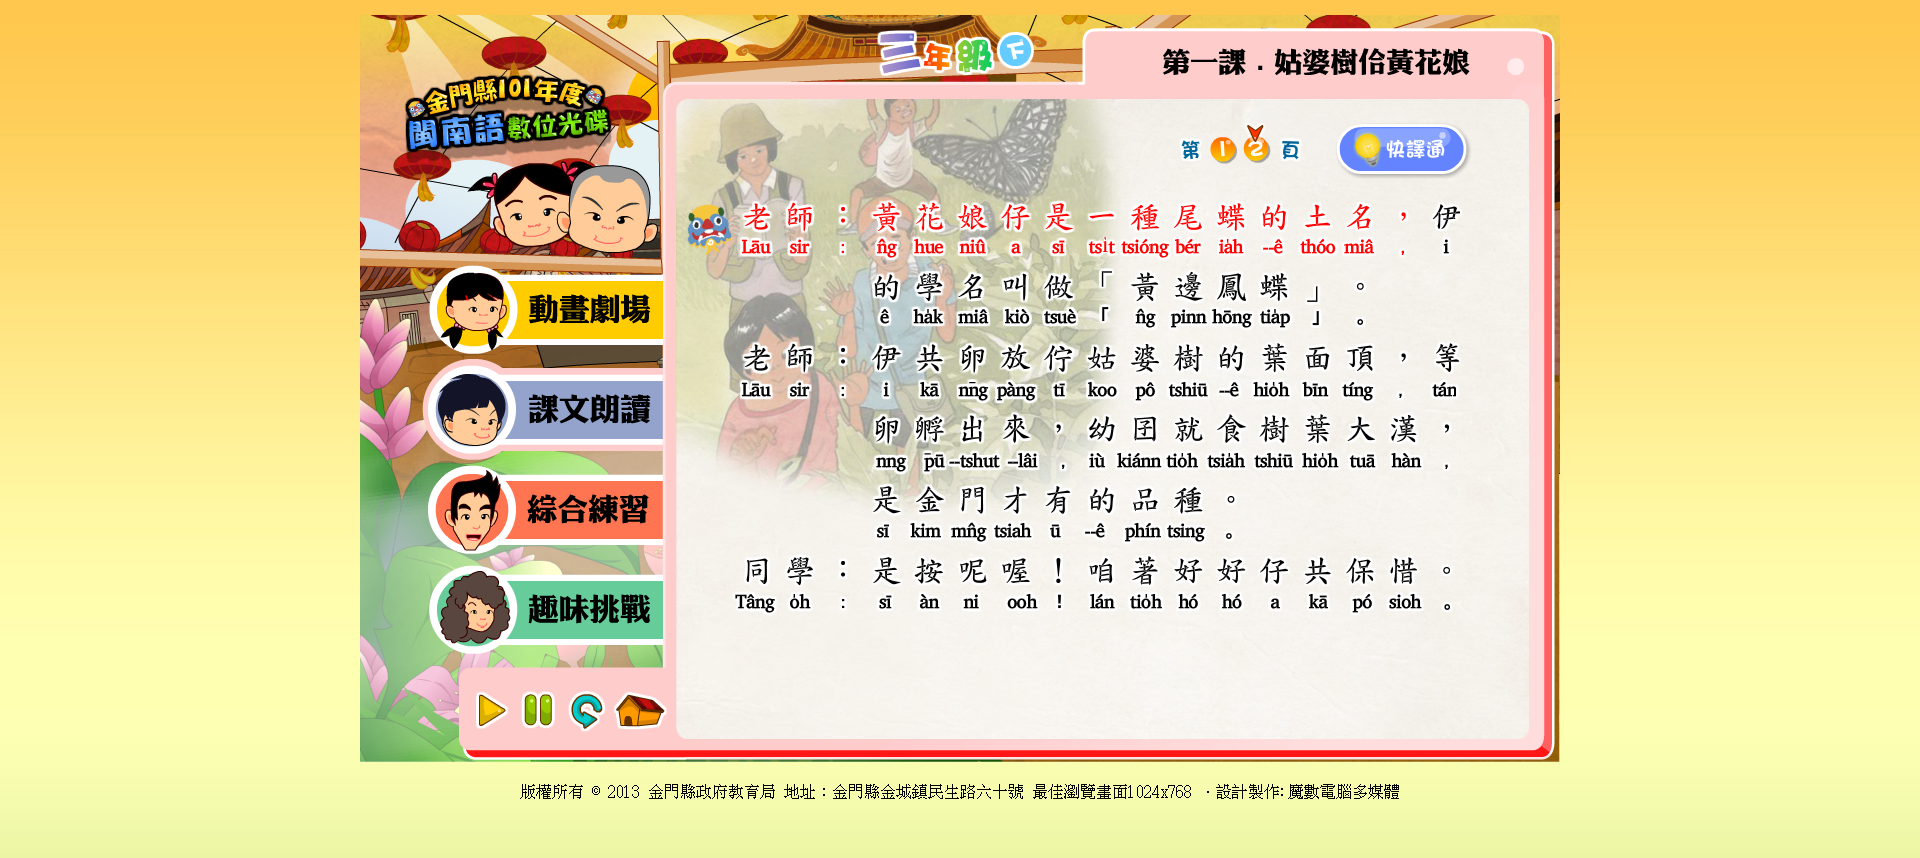 三年級 下
第一課．姑婆樹佮黃花娘
金門縣101年度
閩南語數位光碟
第 1 2 頁
快譯通
老師：黃花娘仔是一種尾蝶的土名，伊
Lāu sir : n̂g hue niû a sī tsi̍t tsióng bér ia̍h --ê thóo miâ , i
的學名叫做「黃邊鳳蝶」。
ê ha̍k miâ kiò tsuè 「 n̂g pinn hōng tia̍p 」 。
老師：伊共卵放佇姑婆樹的葉面頂，等
Lāu sir : i kā nn̄g pàng tī koo pô tshiū --ê hio̍h bīn tíng , tán
卵孵出來，幼囝就食樹葉大漢，
nng pū --tshut --lâi , iù kiánn tio̍h tsia̍h tshiū hio̍h tuā hàn ,
是金門才有的品種。
sī kim mn̂g tsiah ū --ê phín tsing 。
同學：是按呢喔！咱著好好仔共保惜。
Tâng o̍h : sī àn ni ooh ! lán tio̍h hó hó a kā pó sioh 。
動畫劇場
課文朗讀
綜合練習
趣味挑戰
版權所有 © 2013 金門縣政府教育局 地址：金門縣金城鎮民生路六十號 最佳瀏覽畫面1024x768 ．設計製作: 魔數電腦多媒體